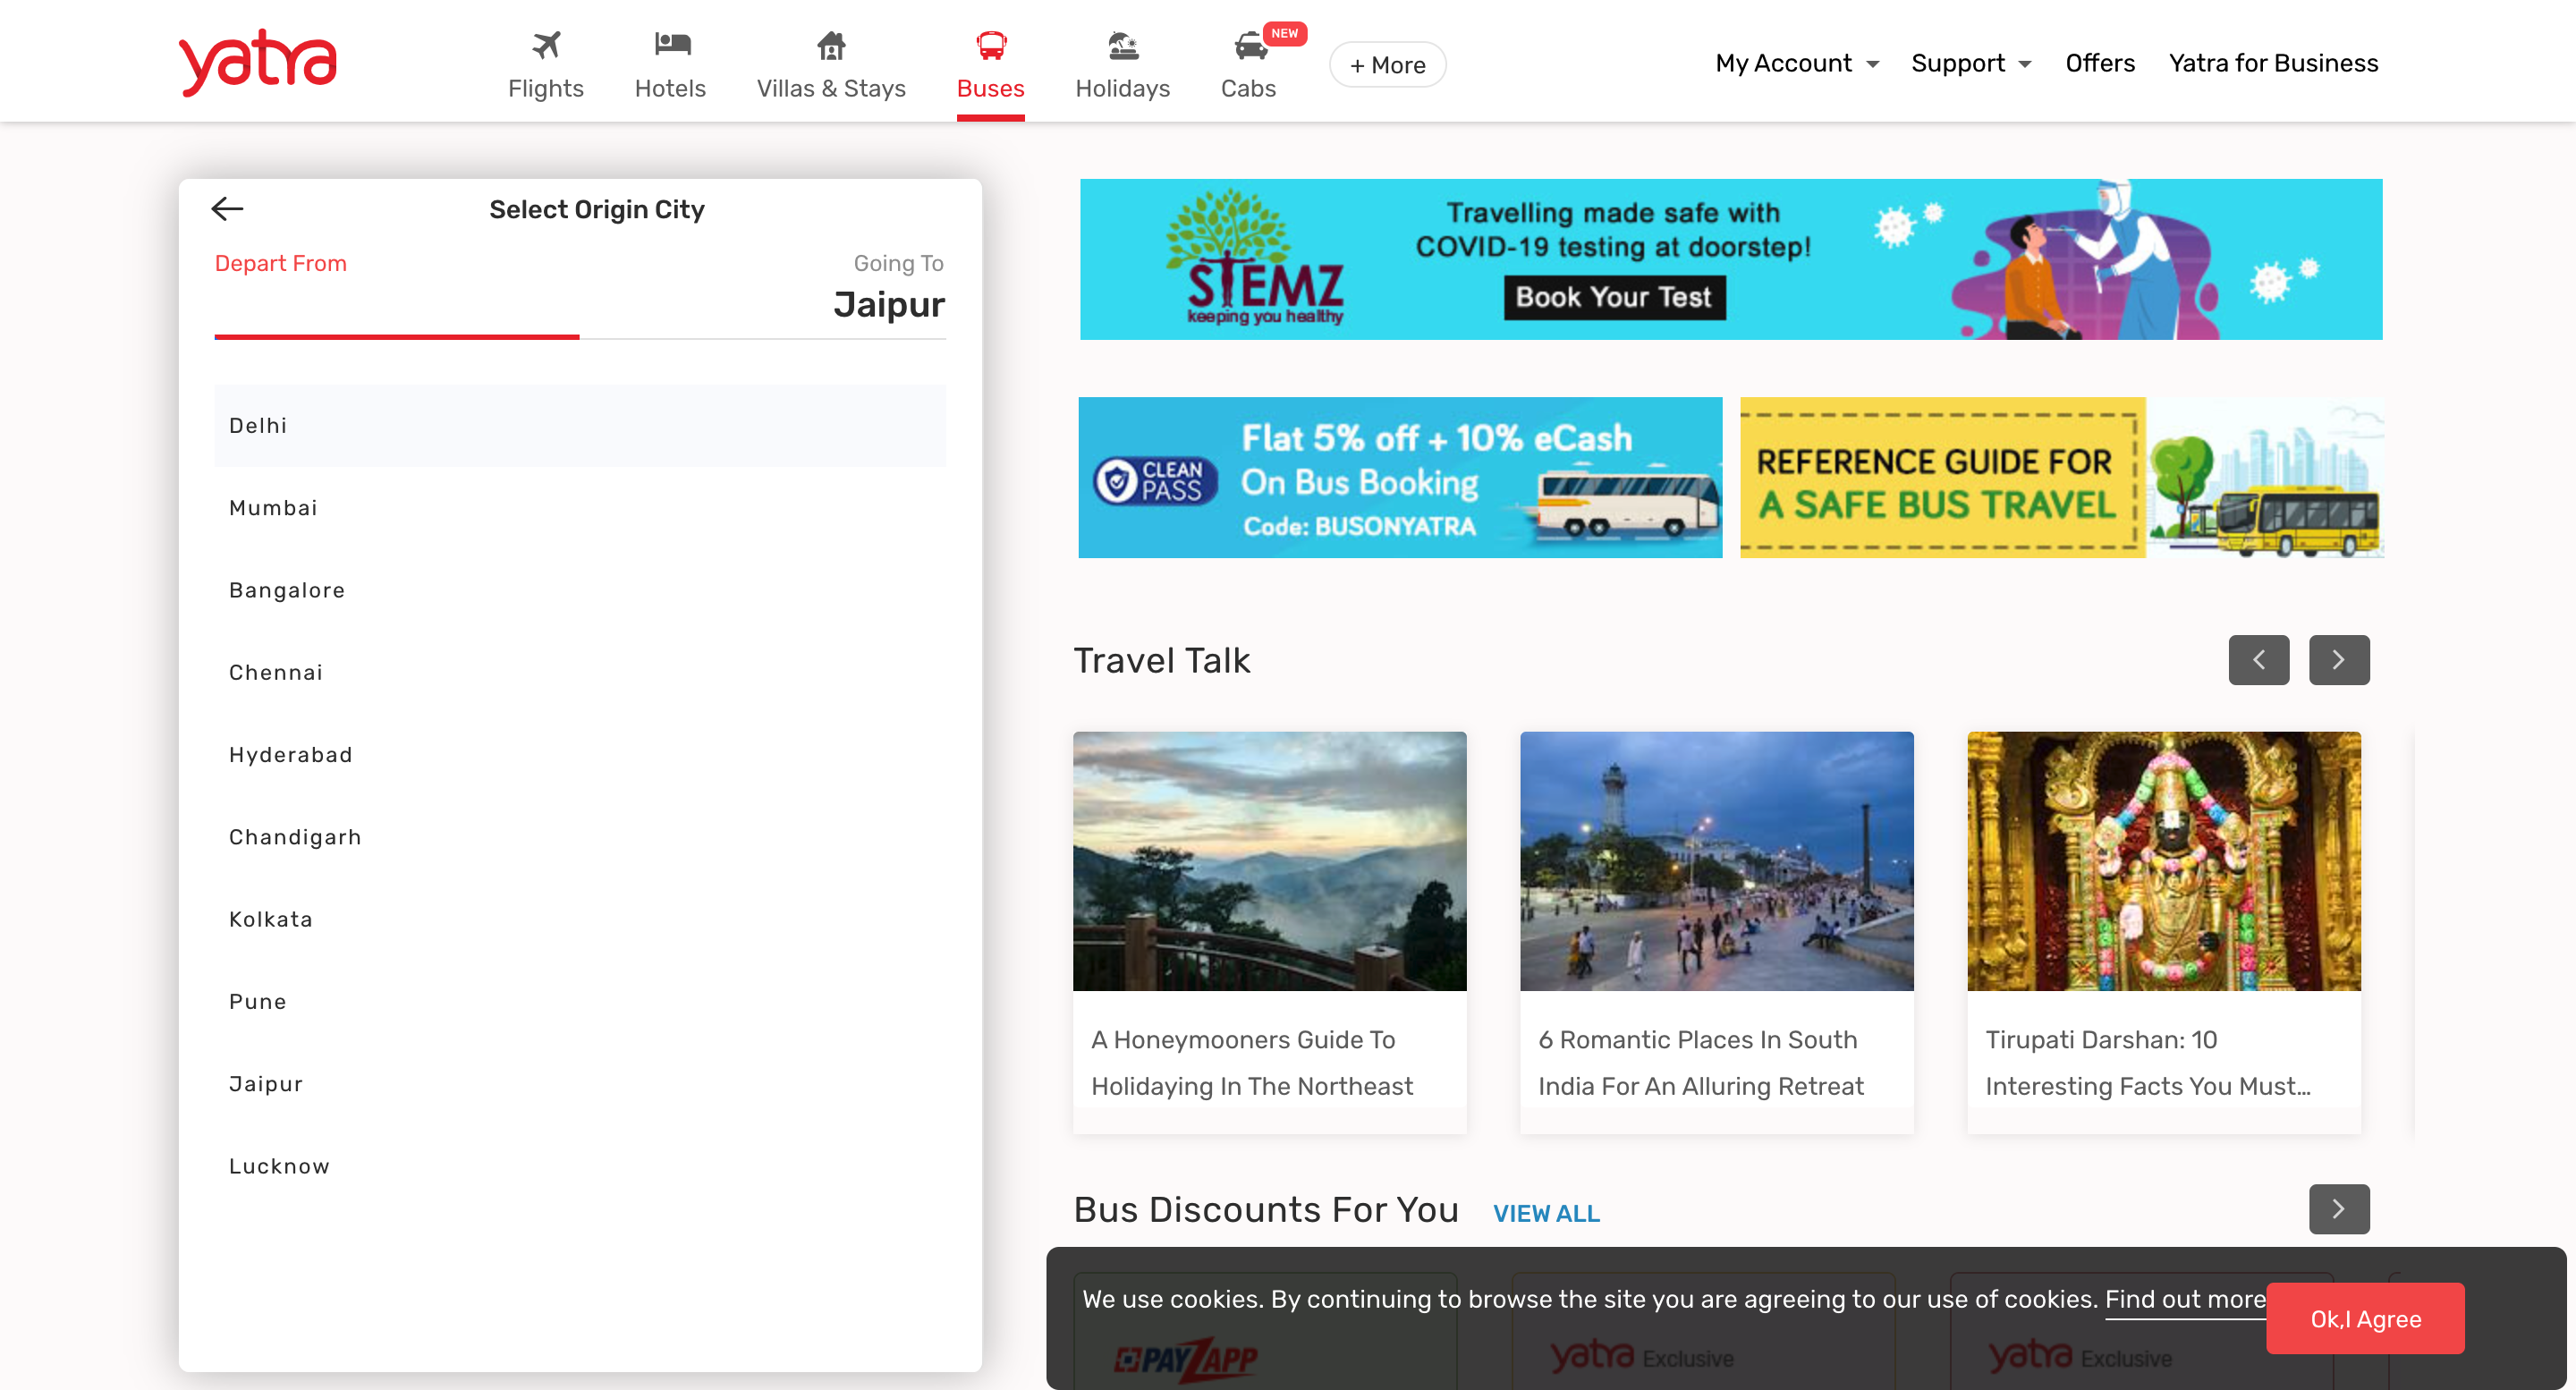 yatra
Flights
Hotels
Villas & Stays
Buses
Holidays
NEW
Cabs
+ More
My Account
Support
Offers
Yatra for Business
Select Origin City
Depart From
Going To
Jaipur
Delhi
Mumbai
Bangalore
Chennai
Hyderabad
Chandigarh
Kolkata
Pune
Jaipur
Lucknow
STEMZ
keeping you healthy
Travelling made safe with
COVID-19 testing at doorstep!
Book Your Test
CLEAN
PASS
Flat 5% off + 10% eCash
On Bus Booking
Code: BUSONYATRA
REFERENCE GUIDE FOR
A SAFE BUS TRAVEL
Travel Talk
A Honeymooners Guide To
Holidaying In The Northeast
6 Romantic Places In South
India For An Alluring Retreat
Tirupati Darshan: 10
Interesting Facts You Must...
Bus Discounts For You
VIEW ALL
We use cookies. By continuing to browse the site you are agreeing to our use of cookies. Find out more
Ok,I Agree
PAYZAPP
yatra Exclusive
yatra Exclusive